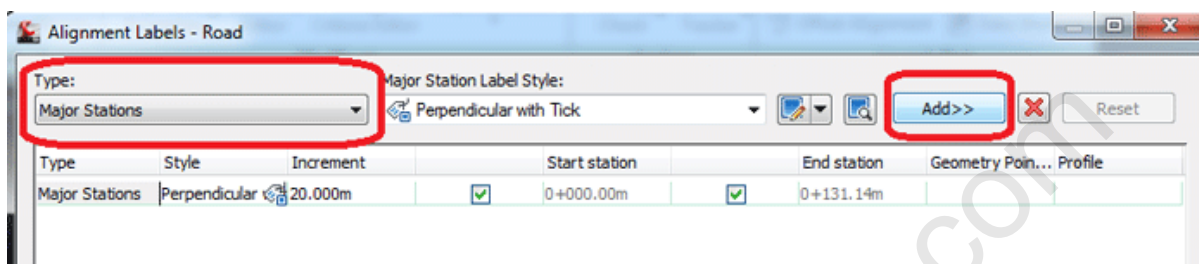 Alignment Labels - Road
Type:
Major Station Label Style:
Major Stations
Perpendicular with Tick
Add>>
Reset
Type Style Increment Start station End station Geometry Poin... Profile
Major Stations Perpendicular 20.000m 0+000.00m 0+131.14m
com